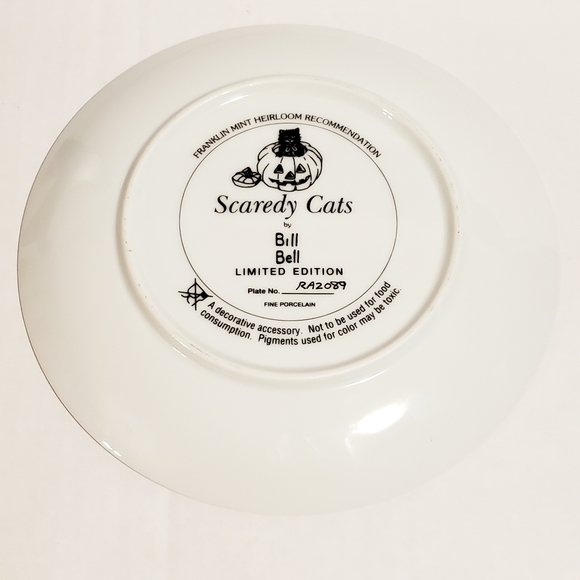 FRANKLIN MINT HEIRLOOM RECOMMENDATION
Scaredy Cats
by
Bill
Bell
LIMITED EDITION
Plate No. RA2089
FINE PORCELAIN
A decorative accessory. Not to be used for food
consumption. Pigments used for color may be toxic.